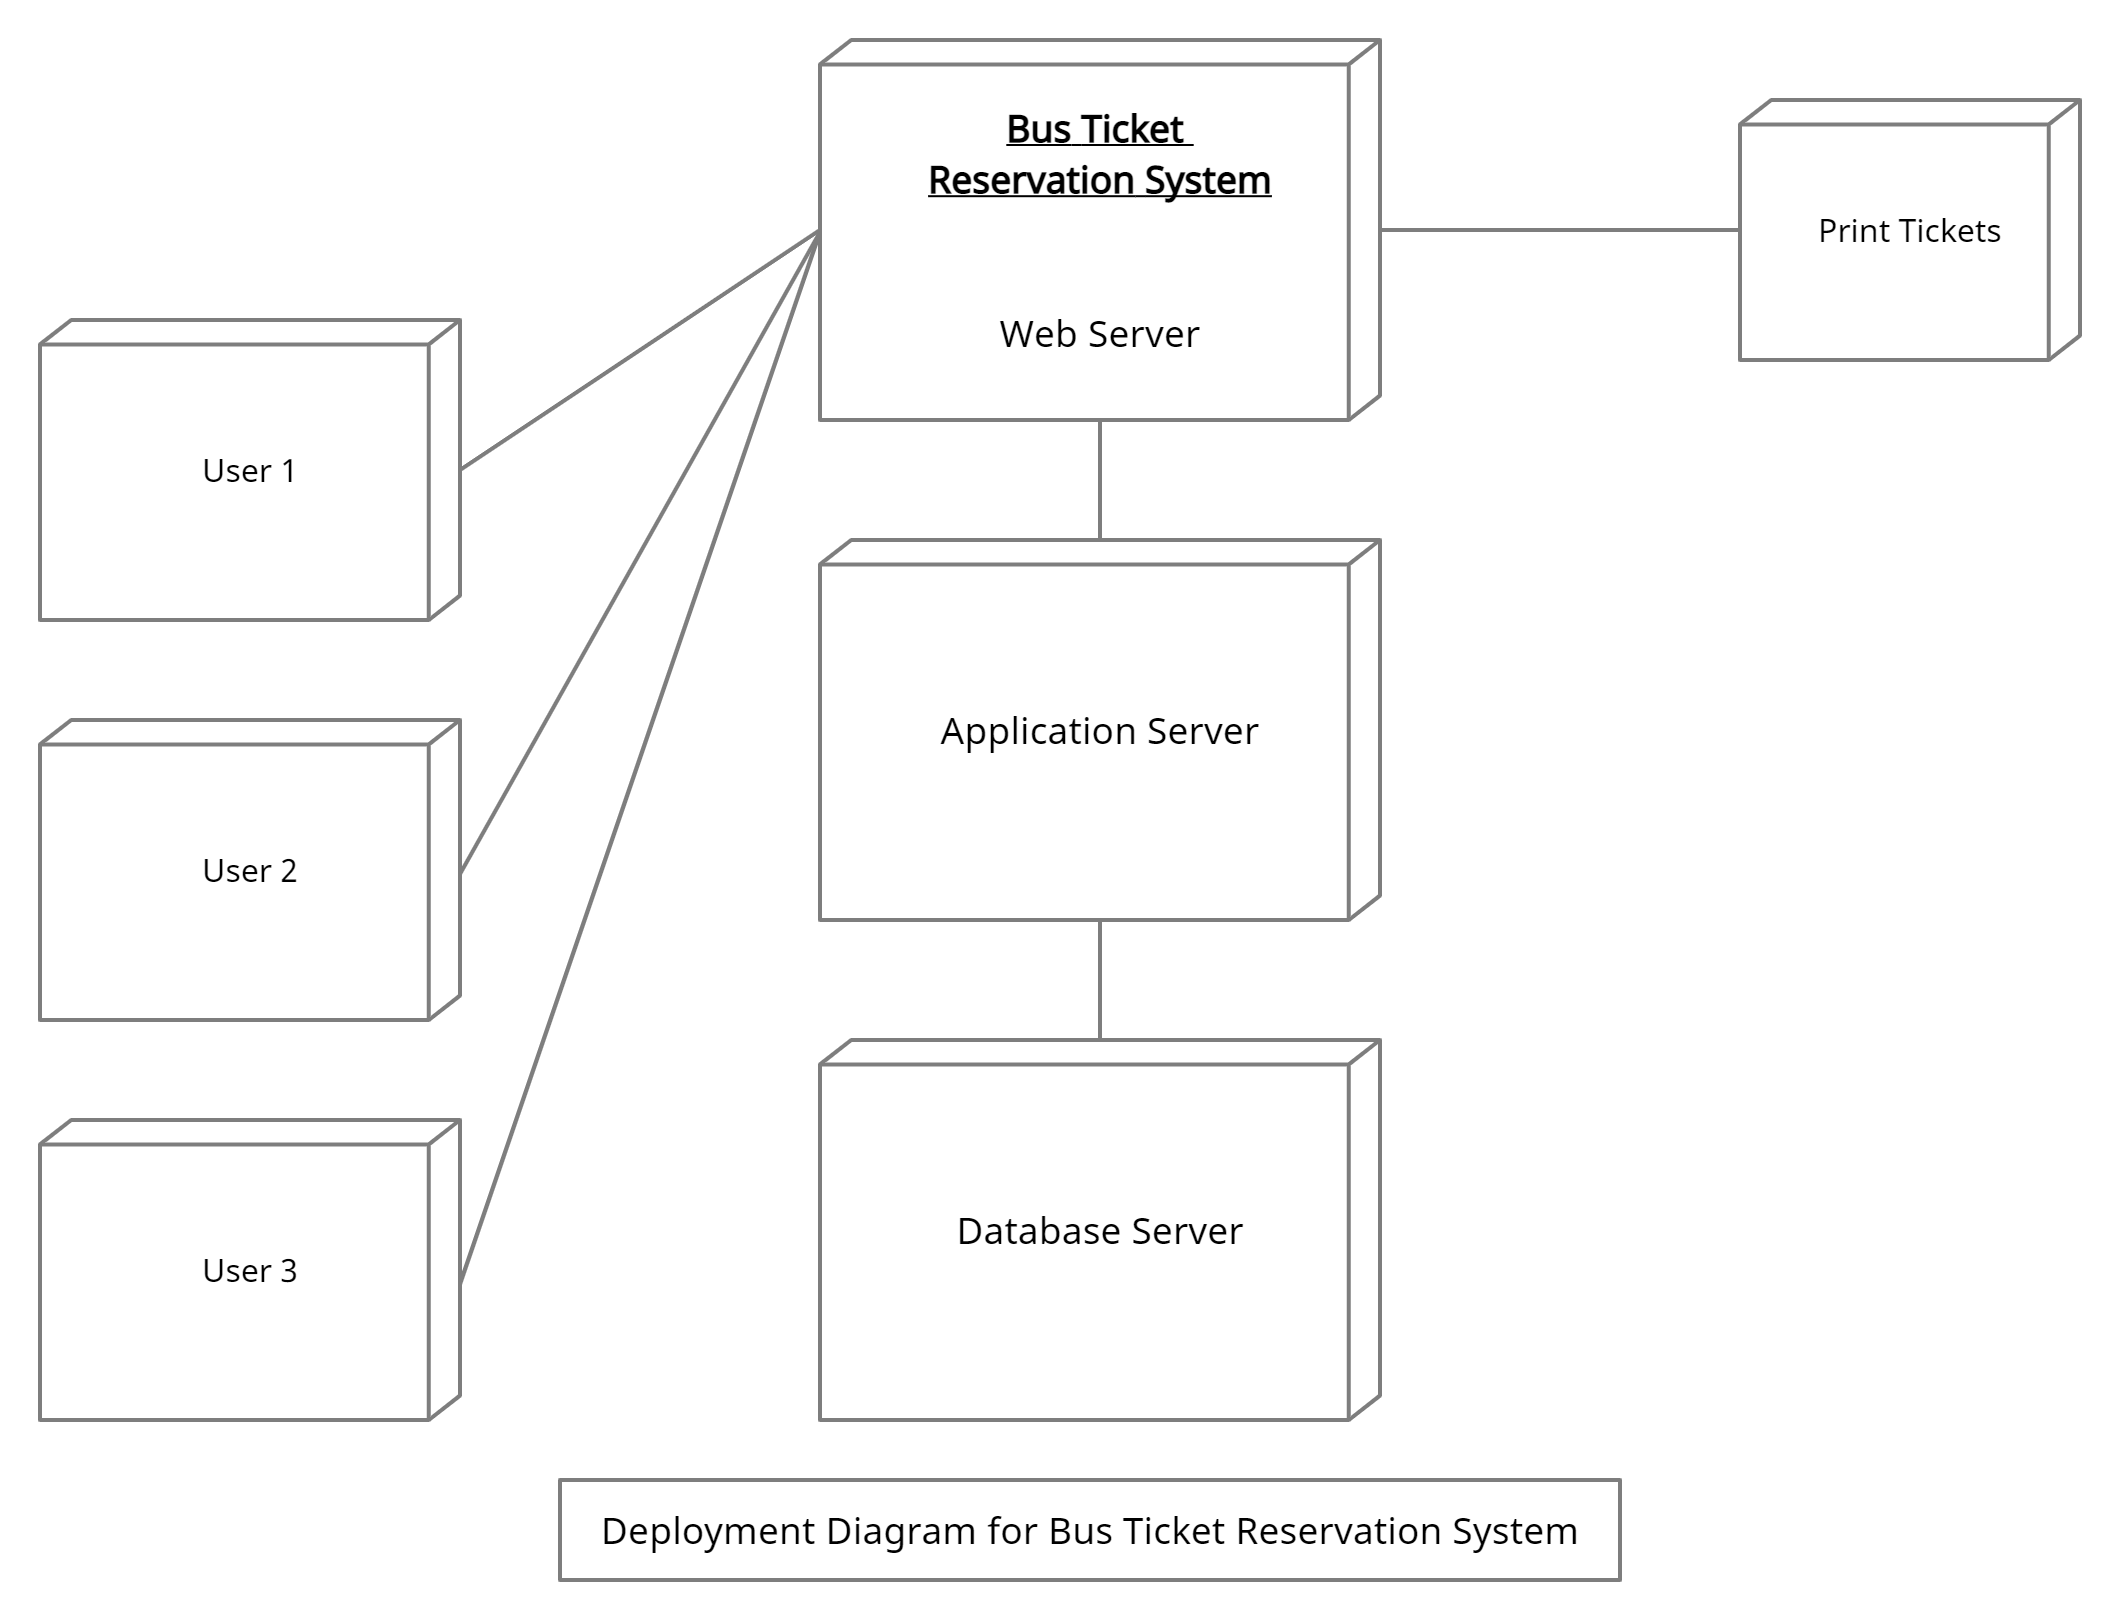 Bus Ticket
Reservation System
Web Server
Print Tickets
User 1
Application Server
User 2
Database Server
User 3
Deployment Diagram for Bus Ticket Reservation System